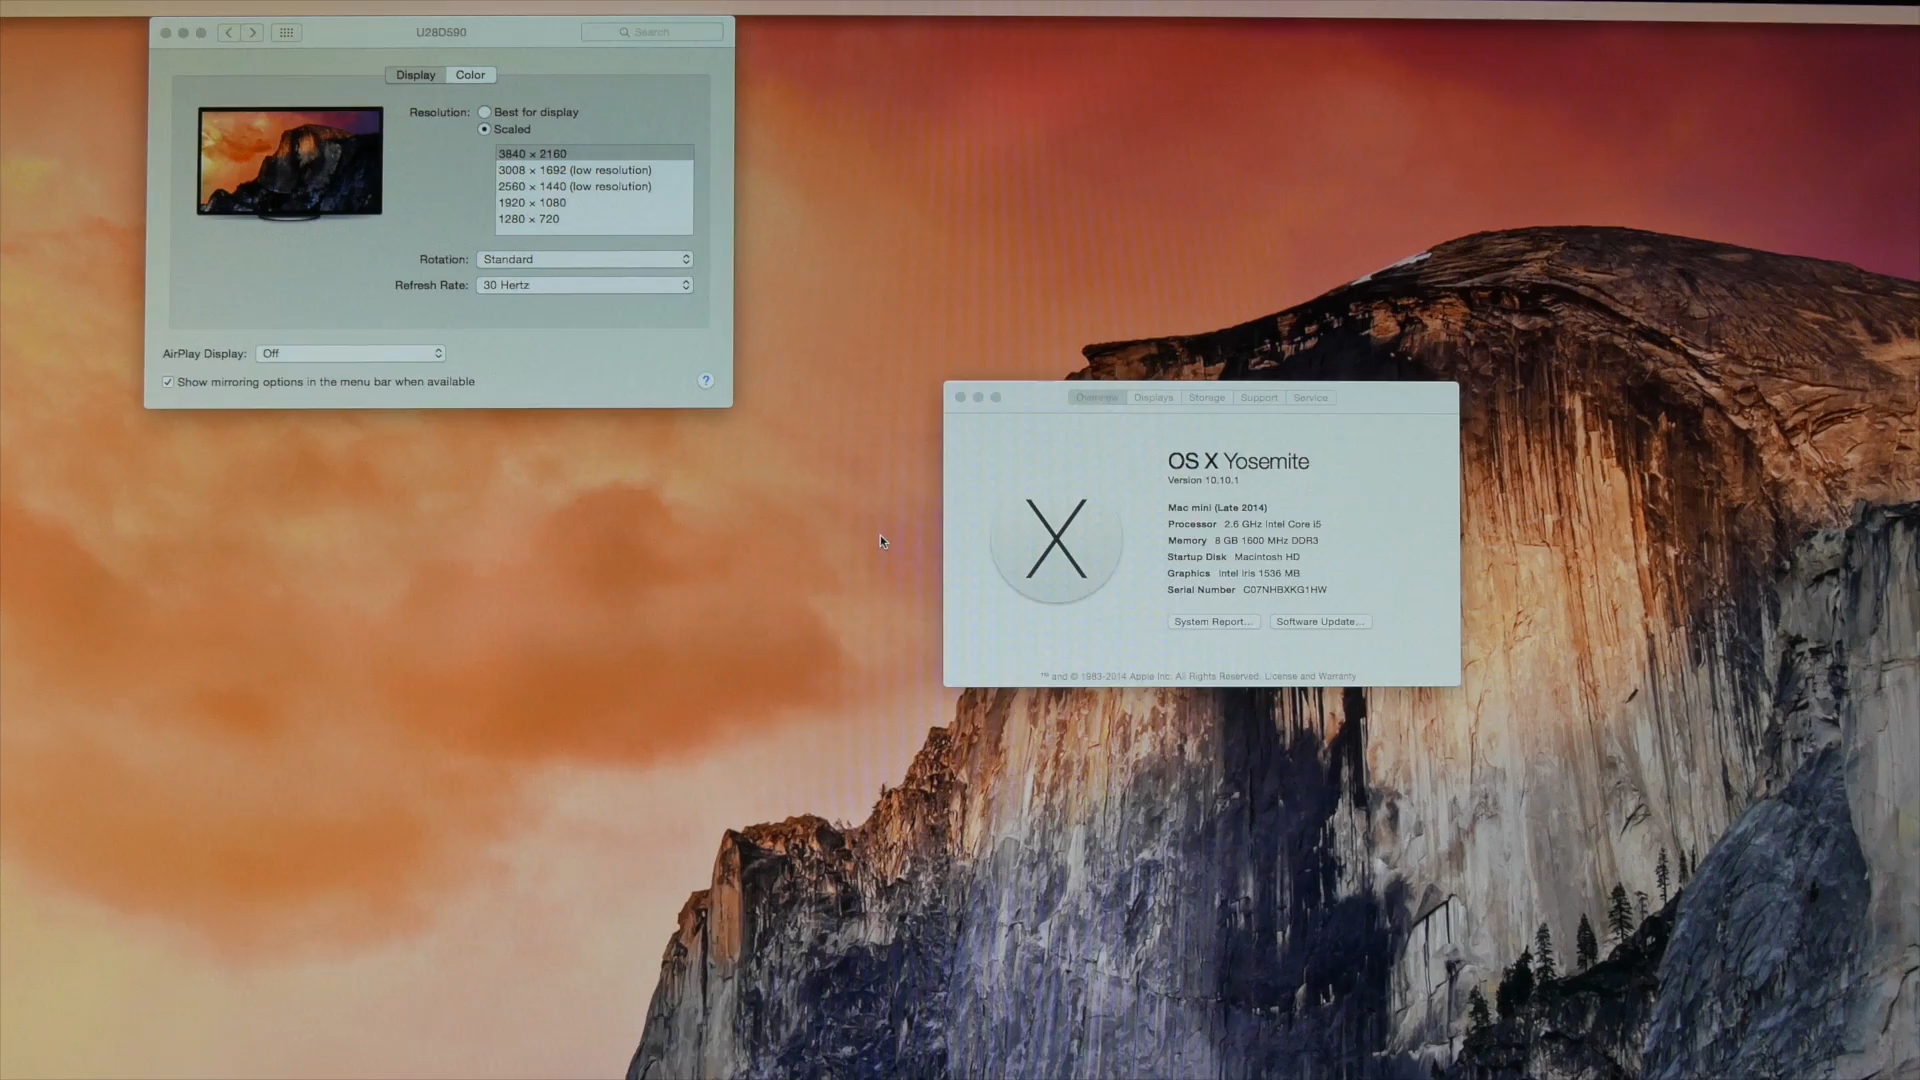 U28D590
Search
Display Color
Resolution: Best for display
Scaled
3840 × 2160
3008 × 1692 (low resolution)
2560 × 1440 (low resolution)
1920 × 1080
1280 × 720
Rotation: Standard
Refresh Rate: 30 Hertz
AirPlay Display: Off
Show mirroring options in the menu bar when available
?
Overview Displays Storage Support Service
OS X Yosemite
Version 10.10.1
Mac mini (Late 2014)
Processor 2.6 GHz Intel Core i5
Memory 8 GB 1600 MHz DDR3
Startup Disk Macintosh HD
Graphics Intel Iris 1536 MB
Serial Number C07NHBXKG1HW
System Report... Software Update...
™ and © 1983-2014 Apple Inc. All Rights Reserved. License and Warranty